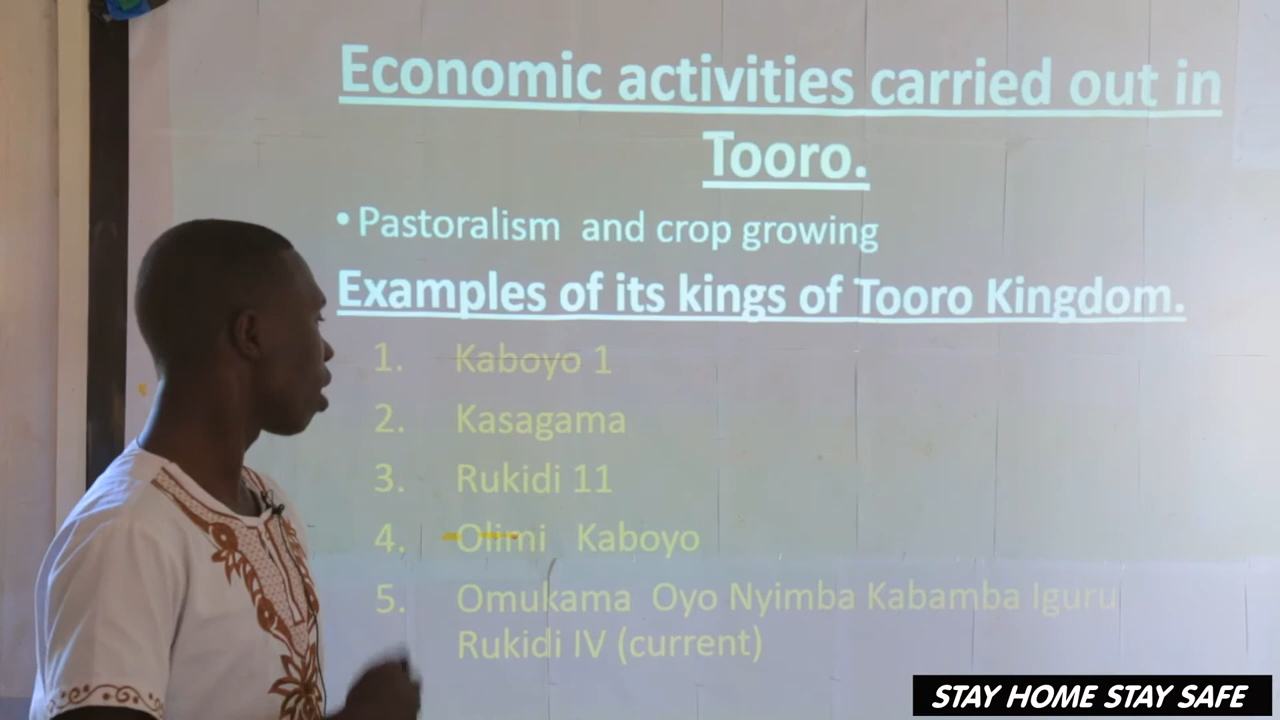 Economic activities carried out in
Tooro.
• Pastoralism and crop growing
Examples of its kings of Tooro Kingdom.
1. Kaboyo 1
2. Kasagama
3. Rukidi 11
4. Olimi Kaboyo
5. Omukama Oyo Nyimba Kabamba Iguru
Rukidi IV (current)
STAY HOME STAY SAFE